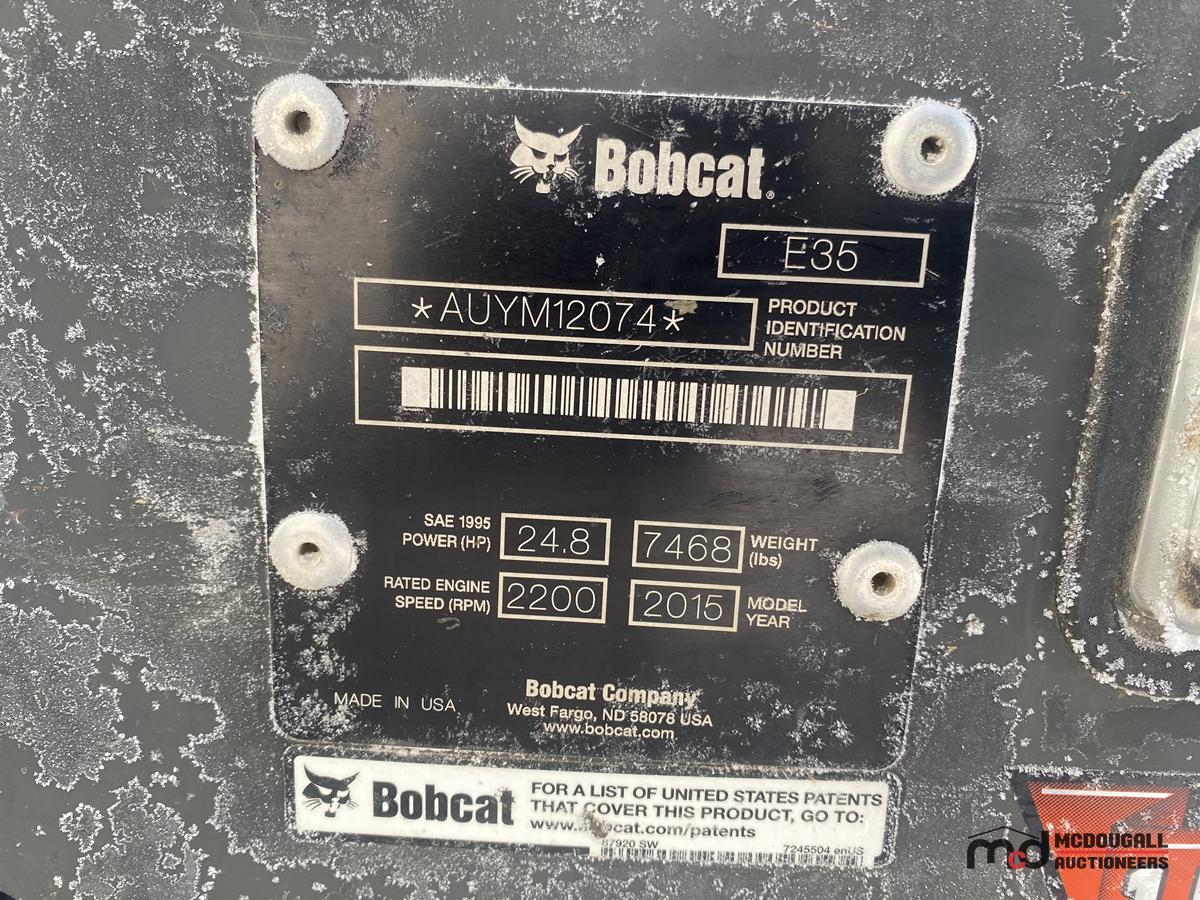 Bobcat®
E35
*AUYM12074*
PRODUCT
IDENTIFICATION
NUMBER
SAE 1995
POWER (HP)
24.8
7468
WEIGHT
(lbs)
RATED ENGINE
SPEED (RPM)
2200
2015
MODEL
YEAR
MADE IN USA
Bobcat Company
West Fargo, ND 58078 USA
www.bobcat.com
Bobcat
FOR A LIST OF UNITED STATES PATENTS
THAT COVER THIS PRODUCT, GO TO:
www.bobcat.com/patents
87920 SW
7245504 enUS
mcd MCDOUGALL
AUCTIONEERS